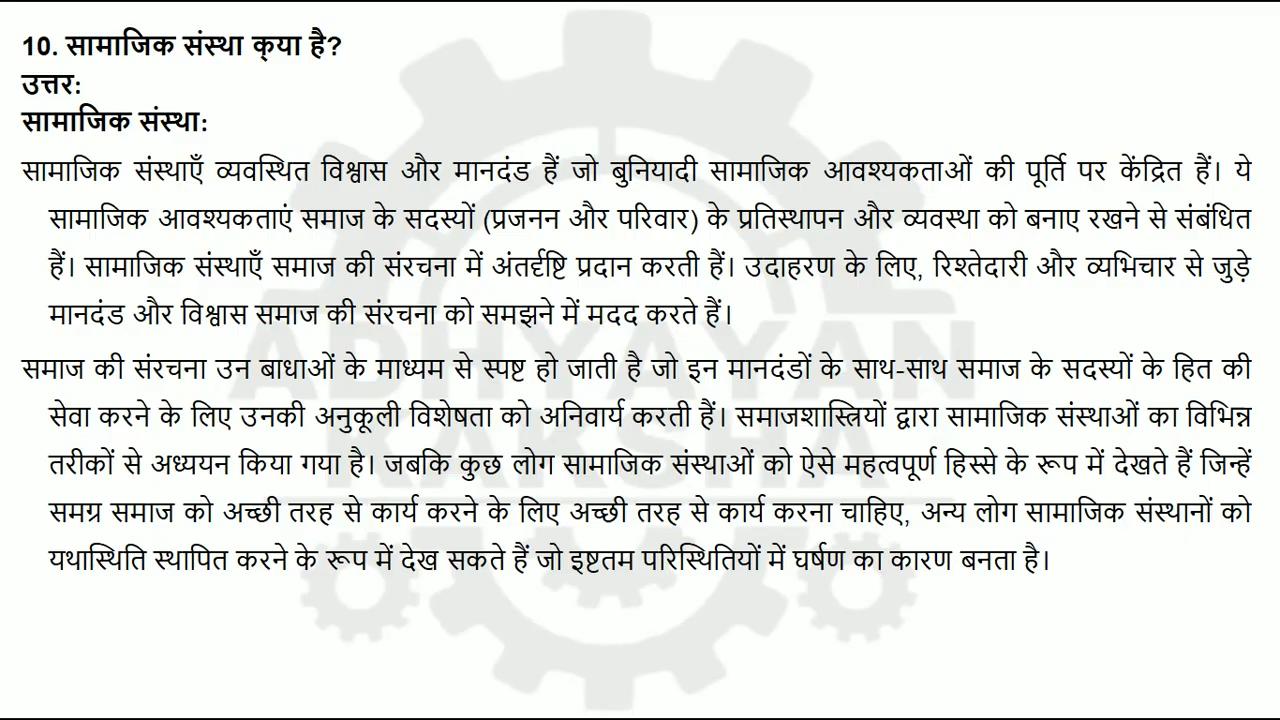 10. सामाजिक संस्था क्‌या है?
उत्तर:
सामाजिक संस्था:
सामाजिक संस्थाएँ व्यवस्थित विश्वास और मानदंड हैं जो बुनियादी सामाजिक आवश्यकताओं की पूर्ति पर केंद्रित हैं। ये
सामाजिक आवश्यकताएं समाज के सदस्यों (प्रजनन और परिवार) के प्रतिस्थापन और व्यवस्था को बनाए रखने से संबंधित
हैं। सामाजिक संस्थाएँ समाज की संरचना में अंतर्दृष्टि प्रदान करती हैं। उदाहरण के लिए, रिश्तेदारी और व्यभिचार से जुड़े
मानदंड और विश्वास समाज की संरचना को समझने में मदद करते हैं।
समाज की संरचना उन बाधाओं के माध्यम से स्पष्ट हो जाती है जो इन मानदंडों के साथ-साथ समाज के सदस्यों के हित की
सेवा करने के लिए उनकी अनुकूली विशेषता को अनिवार्य करती हैं। समाजशास्त्रियों द्वारा सामाजिक संस्थाओं का विभिन्न
तरीकों से अध्ययन किया गया है। जबकि कुछ लोग सामाजिक संस्थाओं को ऐसे महत्वपूर्ण हिस्से के रूप में देखते हैं जिन्हें
समग्र समाज को अच्छी तरह से कार्य करने के लिए अच्छी तरह से कार्य करना चाहिए, अन्य लोग सामाजिक संस्थानों को
यथास्थिति स्थापित करने के रूप में देख सकते हैं जो इष्टतम परिस्थितियों में घर्षण का कारण बनता है।
ADHYAYAN
KAKSHA